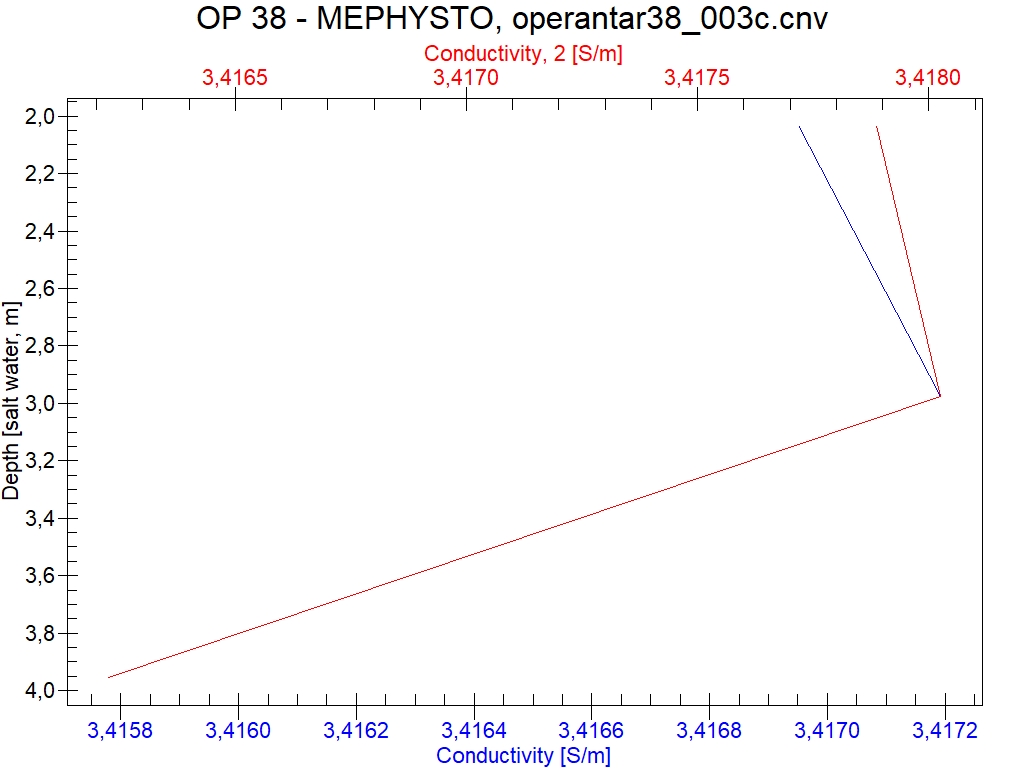 OP 38 - MEPHYSTO, operantar38_003c.cnv
Conductivity, 2 [S/m]
3,4165 3,4170 3,4175 3,4180
2,0
2,2
2,4
2,6
2,8
3,0
3,2
3,4
3,6
3,8
4,0
Depth [salt water, m]
3,4158 3,4160 3,4162 3,4164 3,4166 3,4168 3,4170 3,4172
Conductivity [S/m]